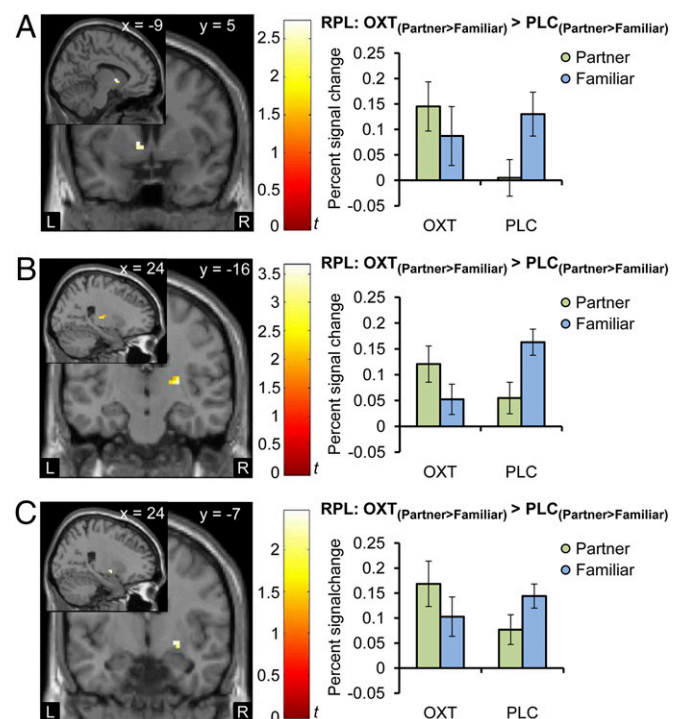 A
x = -9
y = 5
L
R
2.5
2
1.5
1
0.5
0
t
RPL: OXT(Partner>Familiar) > PLC(Partner>Familiar)
Percent signal change
0.25
0.2
0.15
0.1
0.05
0
-0.05
Partner
Familiar
OXT
PLC
B
x = 24
y = -16
L
R
3.5
3
2.5
2
1.5
1
0.5
0
t
RPL: OXT(Partner>Familiar) > PLC(Partner>Familiar)
Percent signal change
0.25
0.2
0.15
0.1
0.05
0
-0.05
Partner
Familiar
OXT
PLC
C
x = 24
y = -7
L
R
2
1.5
1
0.5
0
t
RPL: OXT(Partner>Familiar) > PLC(Partner>Familiar)
Percent signalchange
0.25
0.2
0.15
0.1
0.05
0
-0.05
Partner
Familiar
OXT
PLC